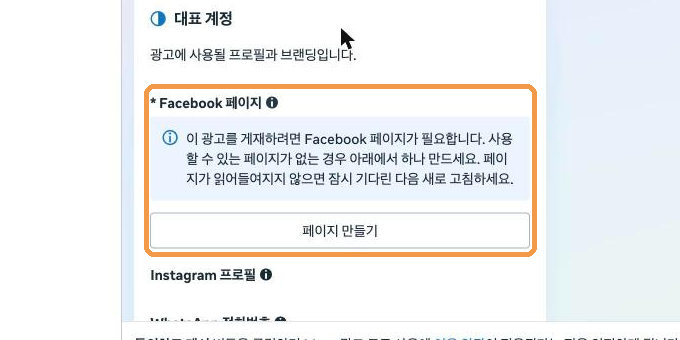 대표 계정
광고에 사용될 프로필과 브랜딩입니다.
* Facebook 페이지
이 광고를 게재하려면 Facebook 페이지가 필요합니다. 사용
할 수 있는 페이지가 없는 경우 아래에서 하나 만드세요. 페이
지가 읽어들여지지 않으면 잠시 기다린 다음 새로 고침하세요.
페이지 만들기
Instagram 프로필
WhatsApp 전화번호